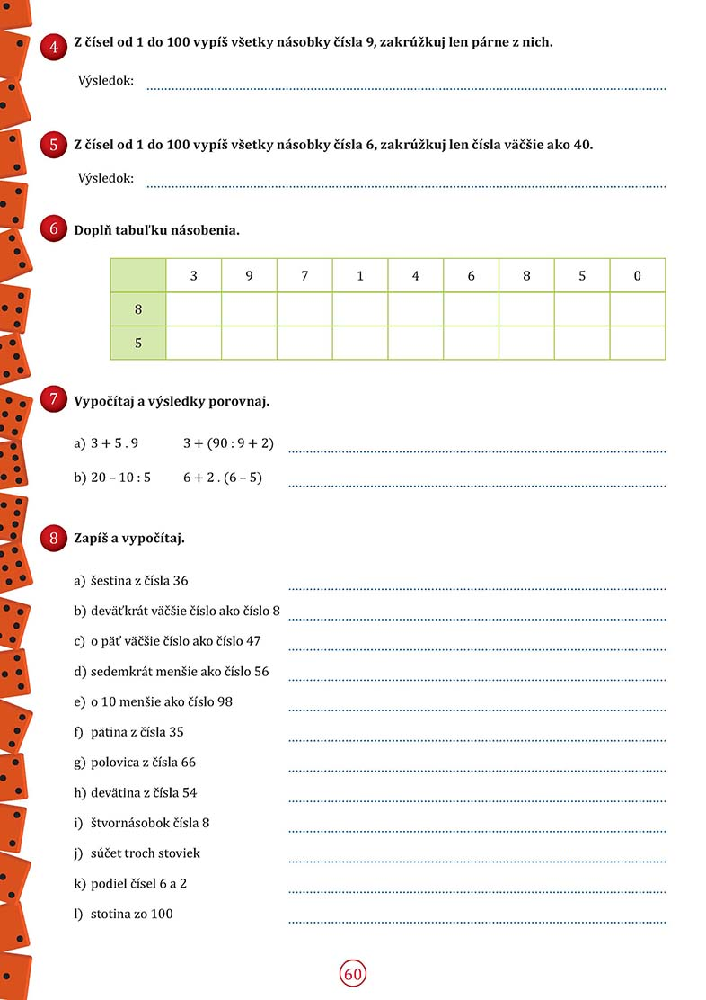 4 Z čísel od 1 do 100 vypíš všetky násobky čísla 9, zakrúžkuj len párne z nich.
Výsledok:
5 Z čísel od 1 do 100 vypíš všetky násobky čísla 6, zakrúžkuj len čísla väčšie ako 40.
Výsledok:
6 Doplň tabuľku násobenia.
3 9 7 1 4 6 8 5 0
8
5
7 Vypočítaj a výsledky porovnaj.
a) 3 + 5 . 9 3 + (90 : 9 + 2)
b) 20 – 10 : 5 6 + 2 . (6 – 5)
8 Zapíš a vypočítaj.
a) šestina z čísla 36
b) deväťkrát väčšie číslo ako číslo 8
c) o päť väčšie číslo ako číslo 47
d) sedemkrát menšie ako číslo 56
e) o 10 menšie ako číslo 98
f) pätina z čísla 35
g) polovica z čísla 66
h) devätina z čísla 54
i) štvornásobok čísla 8
j) súčet troch stoviek
k) podiel čísel 6 a 2
l) stotina zo 100
60